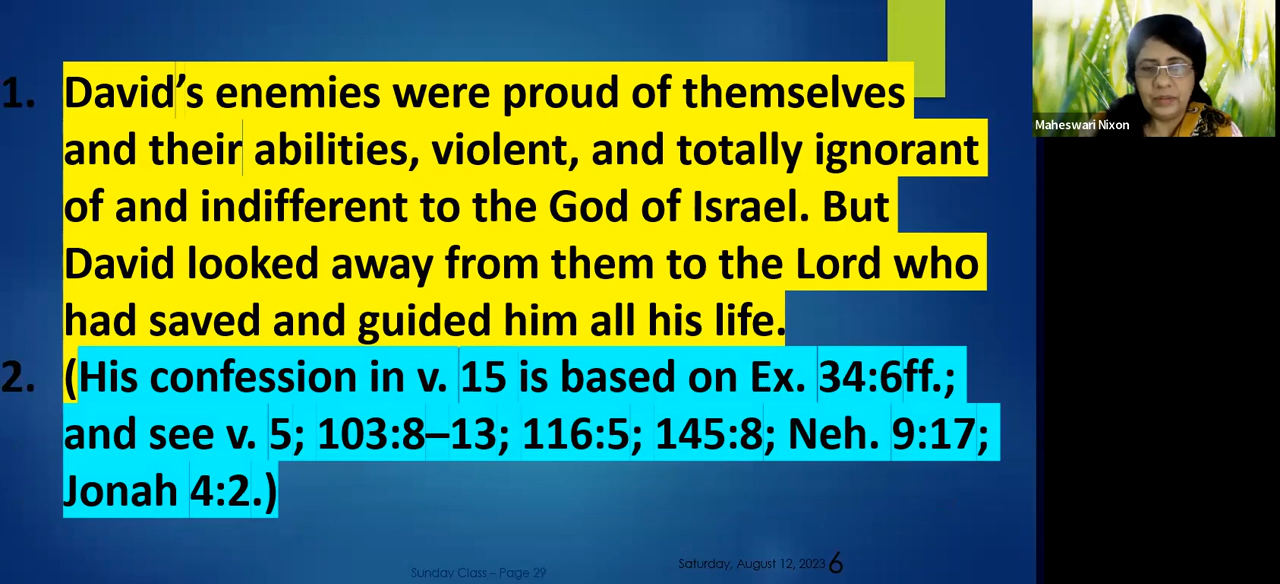 1. David’s enemies were proud of themselves
and their abilities, violent, and totally ignorant
of and indifferent to the God of Israel. But
David looked away from them to the Lord who
had saved and guided him all his life.
2. (His confession in v. 15 is based on Ex. 34:6ff.;
and see v. 5; 103:8–13; 116:5; 145:8; Neh. 9:17;
Jonah 4:2.)
Sunday Class – Page 29
Saturday, August 12, 2023 6
Maheswari Nixon